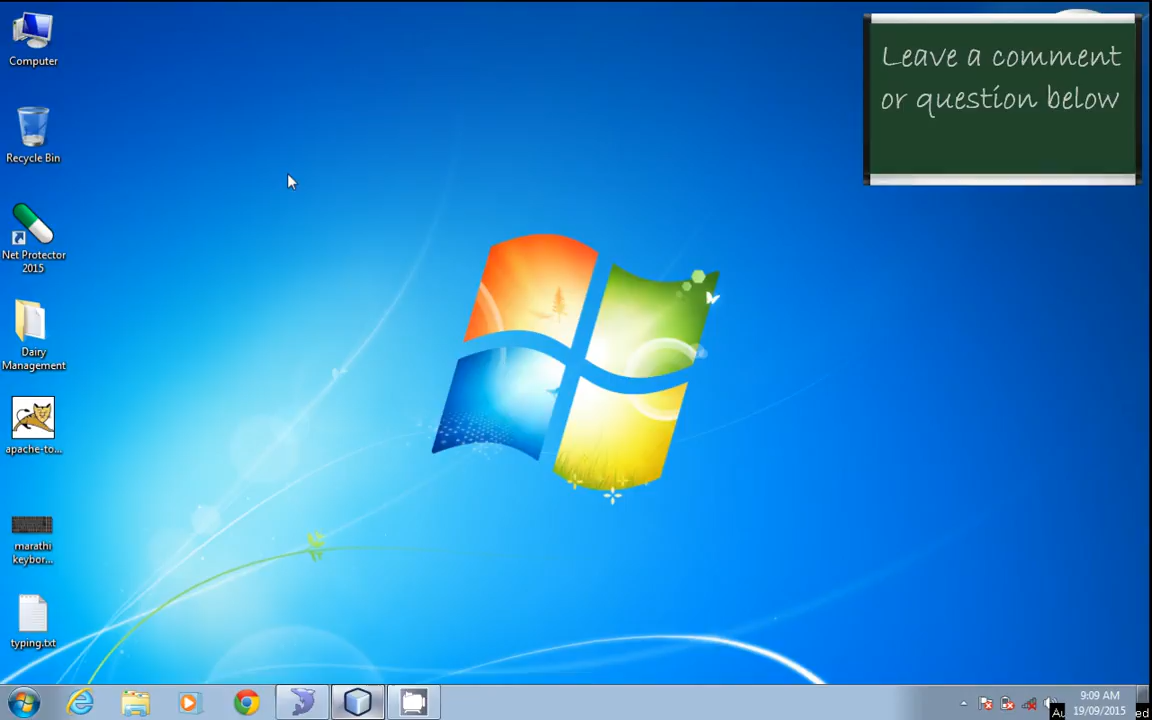 Computer
Recycle Bin
Net Protector
2015
Dairy
Management
apache-to...
marathi
keybor...
typing.txt
Leave a comment
or question below
9:09 AM
19/09/2015